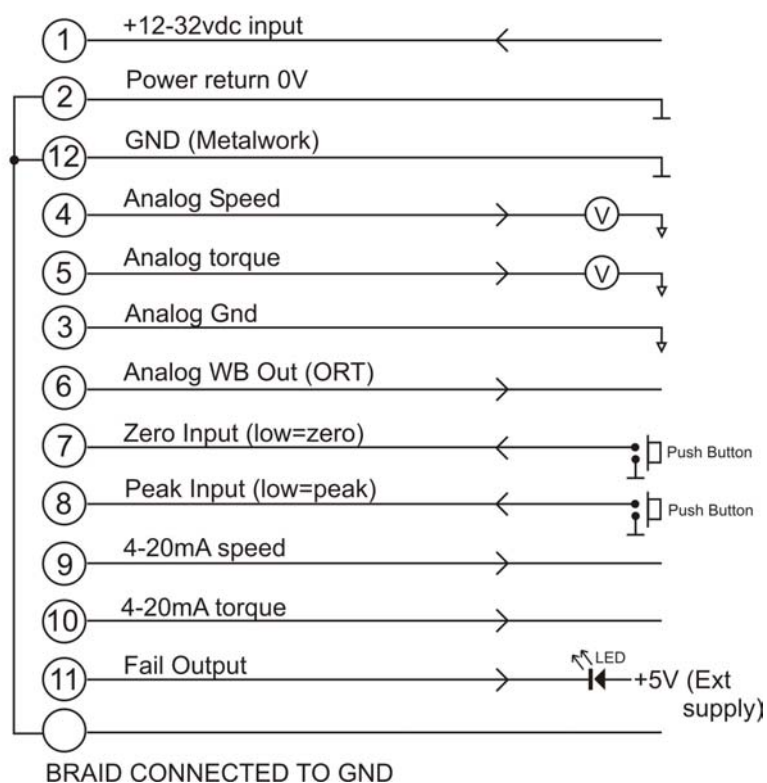 1 +12-32vdc input
2 Power return 0V
12 GND (Metalwork)
4 Analog Speed V
5 Analog torque V
3 Analog Gnd
6 Analog WB Out (ORT)
7 Zero Input (low=zero) Push Button
8 Peak Input (low=peak) Push Button
9 4-20mA speed
10 4-20mA torque
11 Fail Output LED +5V (Ext
supply)
BRAID CONNECTED TO GND